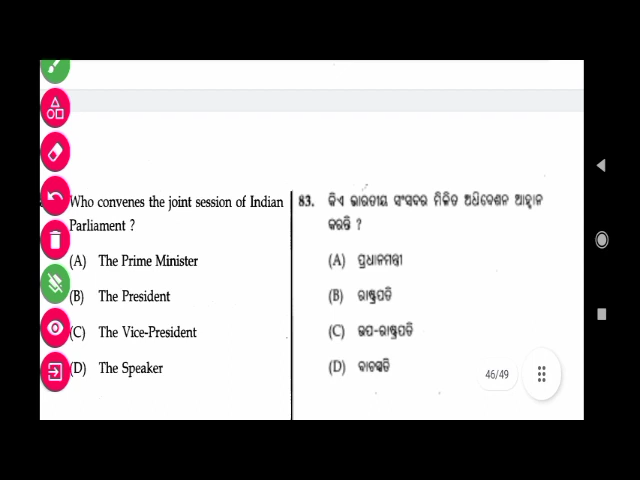 Who convenes the joint session of Indian
Parliament ?
(A) The Prime Minister
(B) The President
(C) The Vice-President
(D) The Speaker
83. କିଏ ଭାରତୀୟ ସଂସଦର ମିଳିତ ଅଧିବେଶନ ଆହ୍ୱାନ
କରନ୍ତି ?
(A) ପ୍ରଧାନମନ୍ତ୍ରୀ
(B) ରାଷ୍ଟ୍ରପତି
(C) ଉପ-ରାଷ୍ଟ୍ରପତି
(D) ବାଚସ୍ପତି
46/49